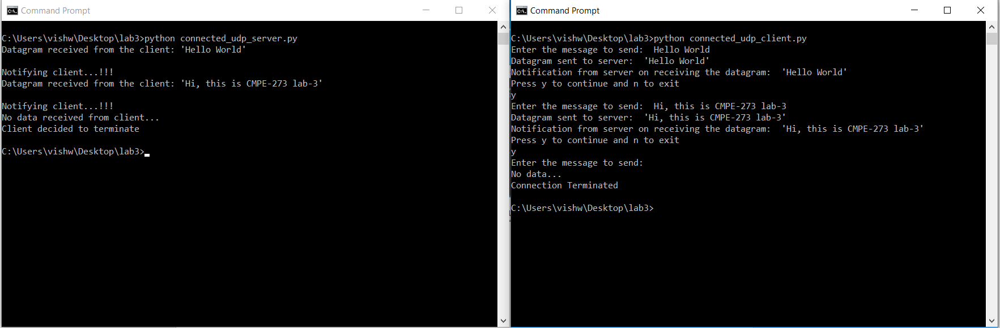 Command Prompt
C:\Users\vishw\Desktop\lab3>python connected_udp_server.py
Datagram received from the client: 'Hello World'
Notifying client...!!!
Datagram received from the client: 'Hi, this is CMPE-273 lab-3'
Notifying client...!!!
No data received from client...
Client decided to terminate
C:\Users\vishw\Desktop\lab3>
Command Prompt
C:\Users\vishw\Desktop\lab3>python connected_udp_client.py
Enter the message to send:  Hello World
Datagram sent to server:  'Hello World'
Notification from server on receiving the datagram:  'Hello World'
Press y to continue and n to exit
y
Enter the message to send:  Hi, this is CMPE-273 lab-3
Datagram sent to server:  'Hi, this is CMPE-273 lab-3'
Notification from server on receiving the datagram:  'Hi, this is CMPE-273 lab-3'
Press y to continue and n to exit
y
Enter the message to send:
No data...
Connection Terminated
C:\Users\vishw\Desktop\lab3>